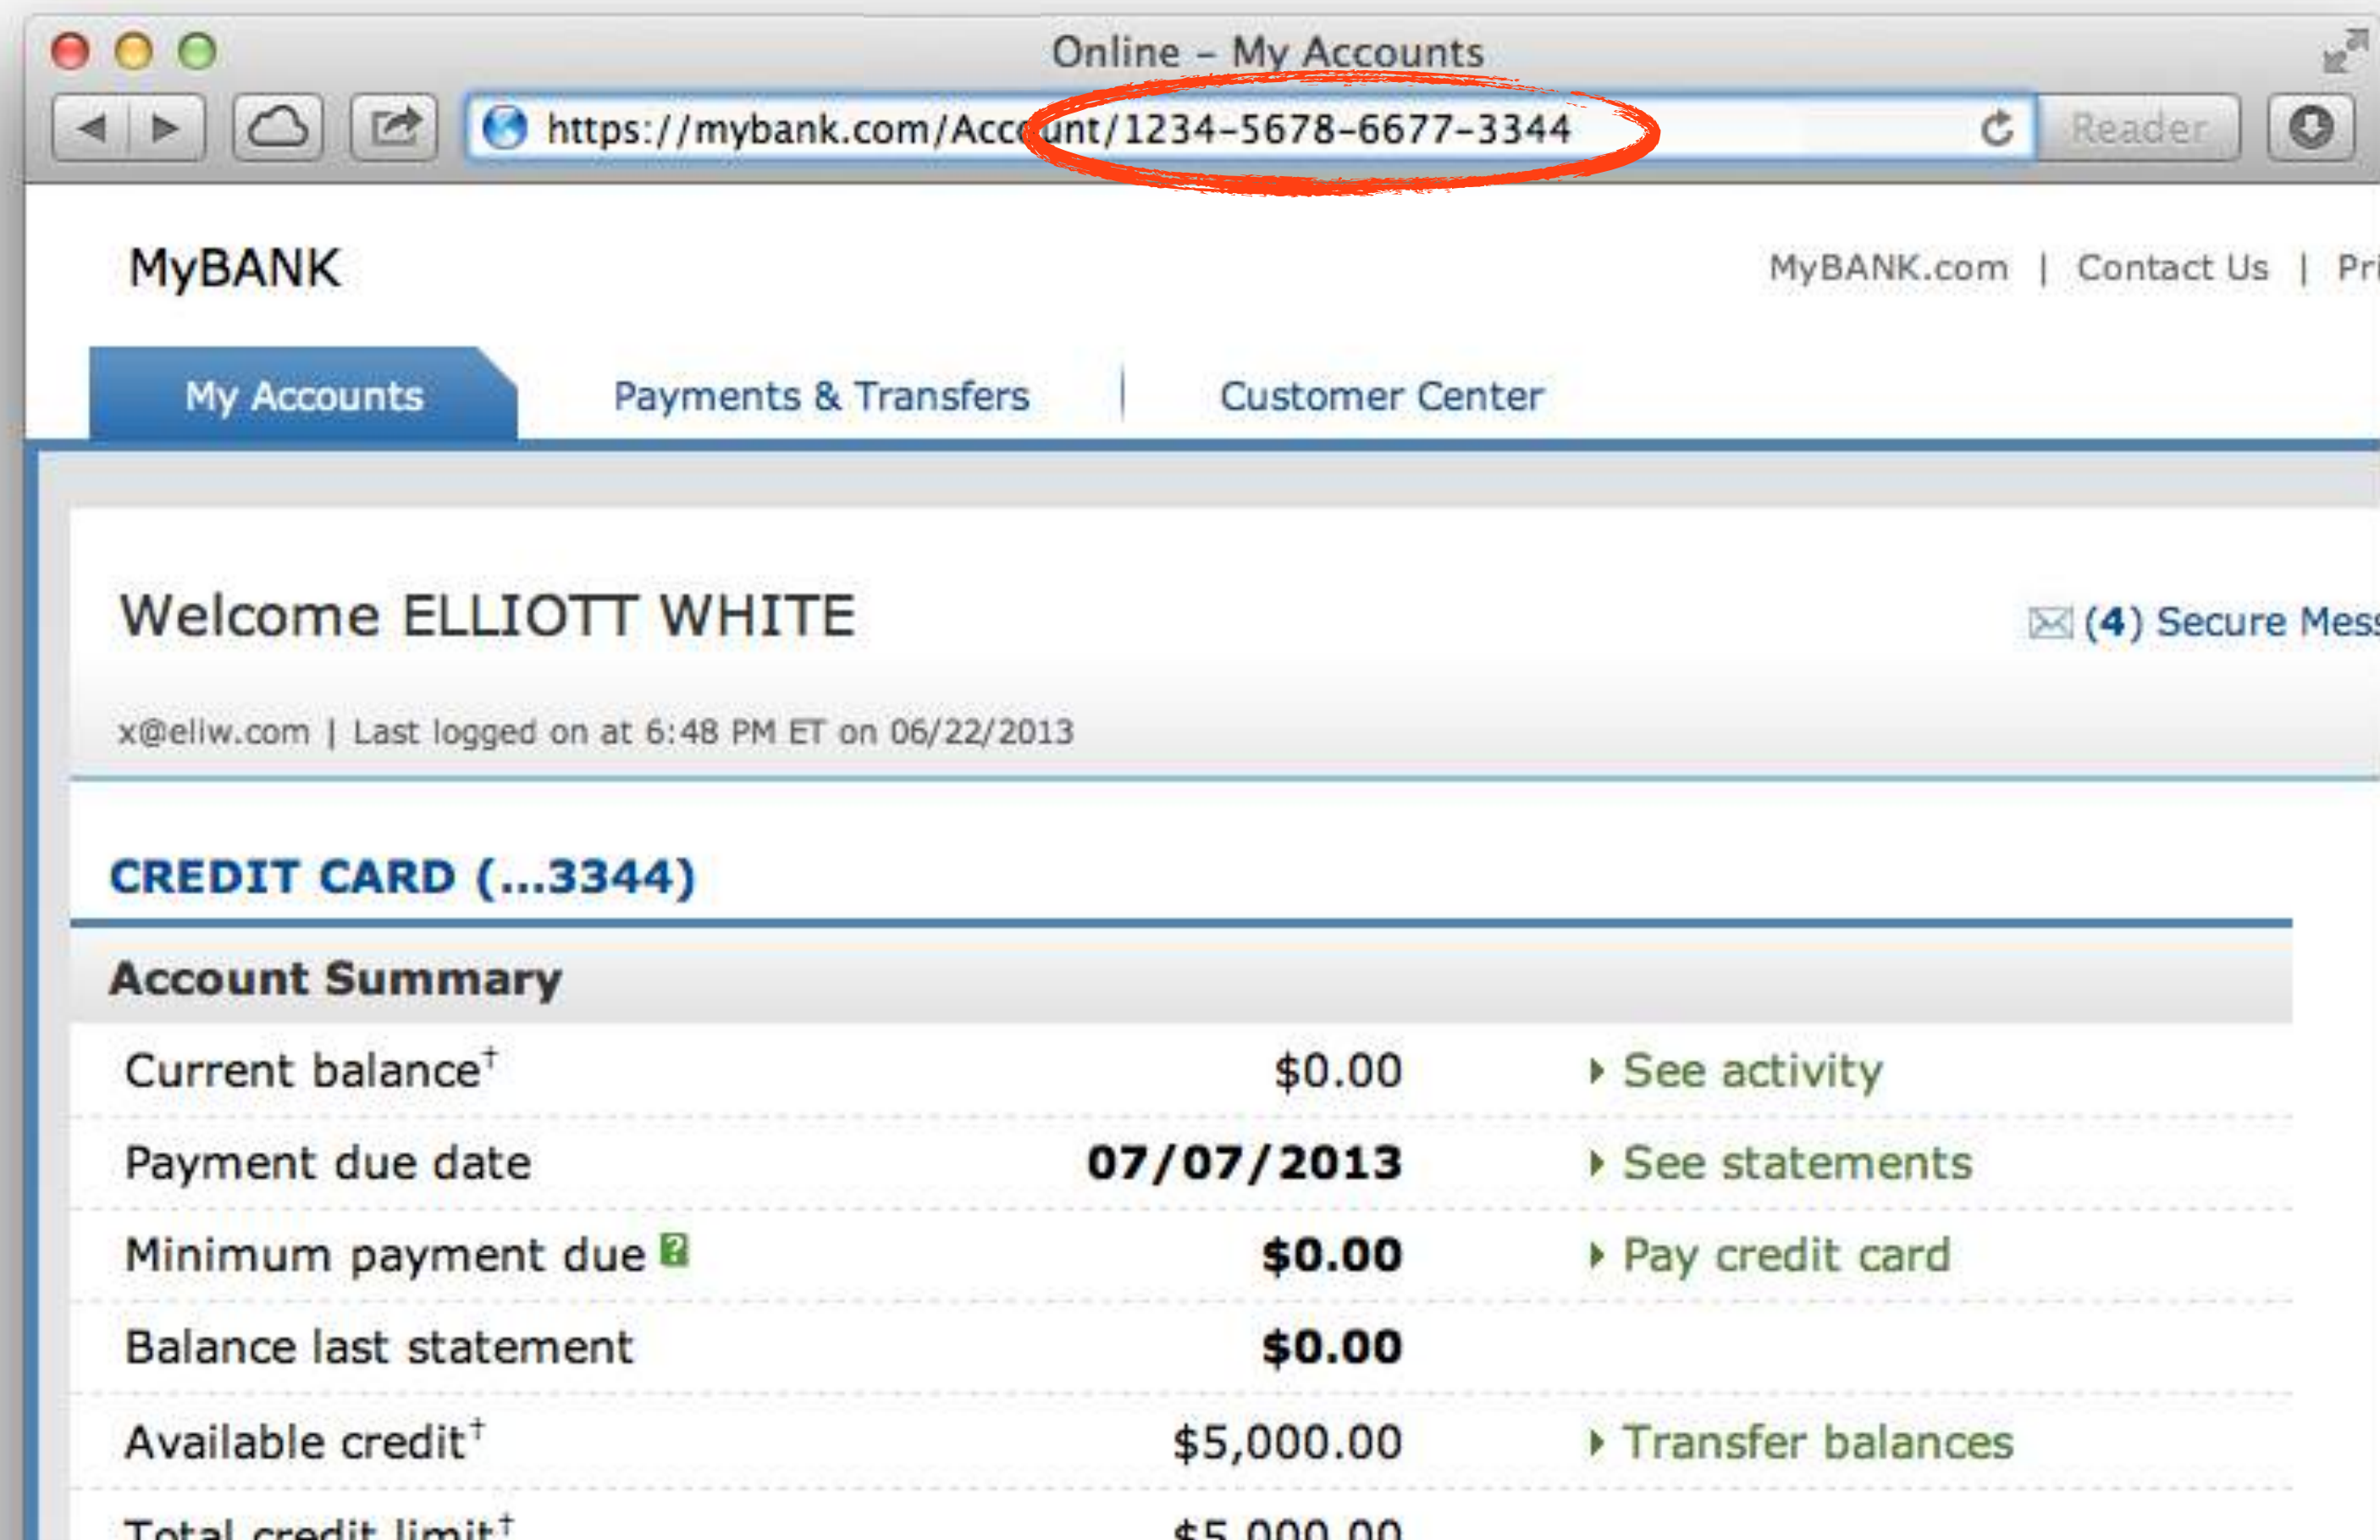 Online – My Accounts
https://mybank.com/Account/1234-5678-6677-3344
Reader
MyBANK
MyBANK.com | Contact Us |
My Accounts Payments & Transfers | Customer Center
Welcome ELLIOTT WHITE
(4) Secure
x@eliw.com | Last logged on at 6:48 PM ET on 06/22/2013
CREDIT CARD (...3344)
Account Summary
Current balance† $0.00 See activity
Payment due date 07/07/2013 See statements
Minimum payment due ? $0.00 Pay credit card
Balance last statement $0.00
Available credit† $5,000.00 Transfer balances
Total credit limit† $5,000.00